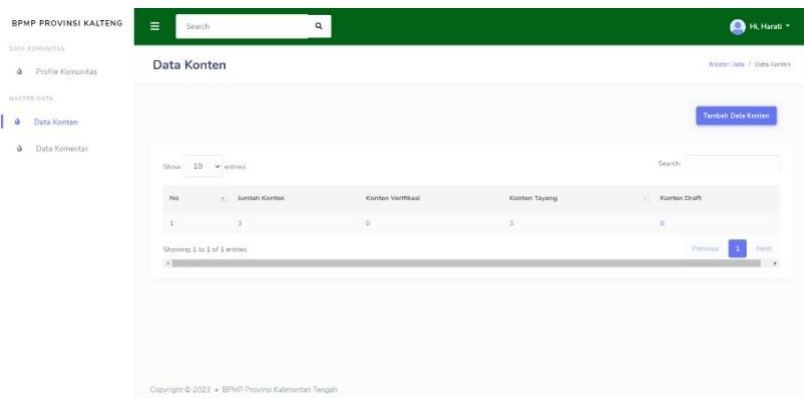 BPMP PROVINSI KALTENG
Search
Hi, Harati
DATA KOMUNITAS
Profile Komunitas
MASTER DATA
Data Konten
Data Komentar
Data Konten
Master Data / Data Konten
Tambah Data Konten
Show 10 entries
Search:
No Jumlah Konten Konten Verifikasi Konten Tayang Konten Draft
1 3 0 3 0
Showing 1 to 1 of 1 entries
Previous 1 Next
Copyright © 2023 • BPMP Provinsi Kalimantan Tengah